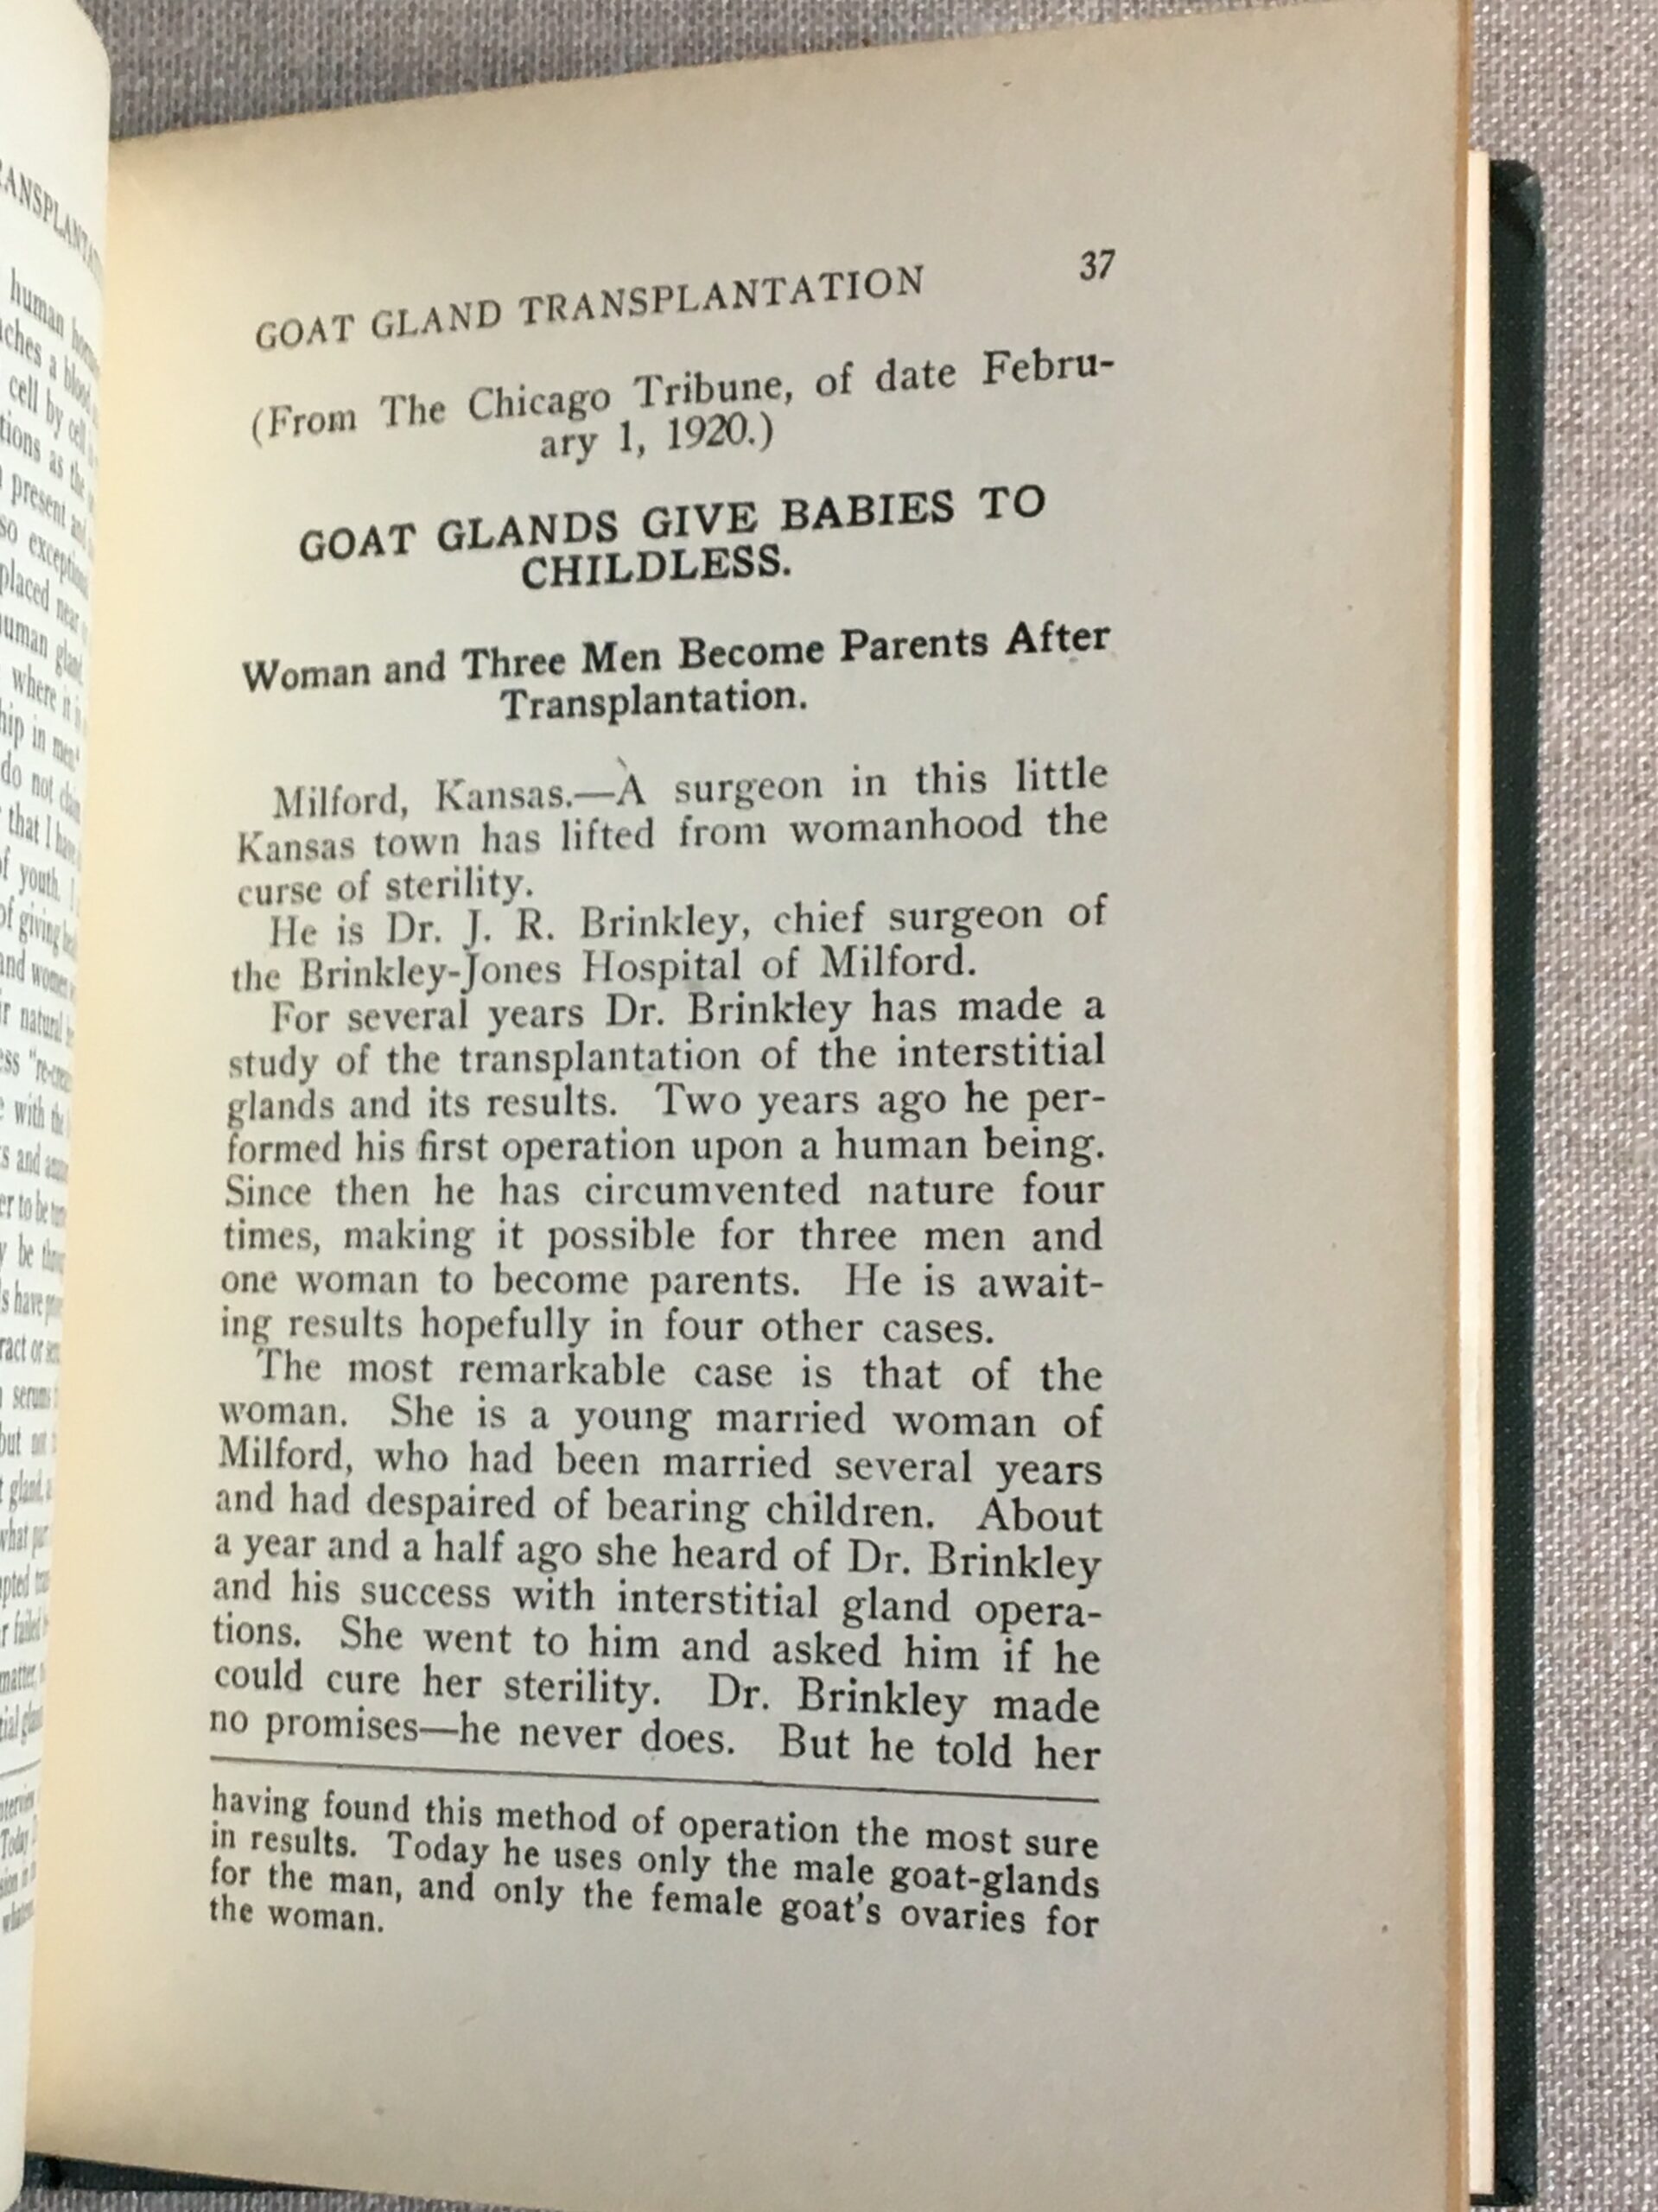 GOAT GLAND TRANSPLANTATION 37
(From The Chicago Tribune, of date Febru-
ary 1, 1920.)
GOAT GLANDS GIVE BABIES TO
CHILDLESS.
Woman and Three Men Become Parents After
Transplantation.
Milford, Kansas.—A surgeon in this little
Kansas town has lifted from womanhood the
curse of sterility.
He is Dr. J. R. Brinkley, chief surgeon of
the Brinkley-Jones Hospital of Milford.
For several years Dr. Brinkley has made a
study of the transplantation of the interstitial
glands and its results. Two years ago he per-
formed his first operation upon a human being.
Since then he has circumvented nature four
times, making it possible for three men and
one woman to become parents. He is await-
ing results hopefully in four other cases.
The most remarkable case is that of the
woman. She is a young married woman of
Milford, who had been married several years
and had despaired of bearing children. About
a year and a half ago she heard of Dr. Brinkley
and his success with interstitial gland opera-
tions. She went to him and asked him if he
could cure her sterility. Dr. Brinkley made
no promises—he never does. But he told her
having found this method of operation the most sure
in results. Today he uses only the male goat-glands
for the man, and only the female goat's ovaries for
the woman.